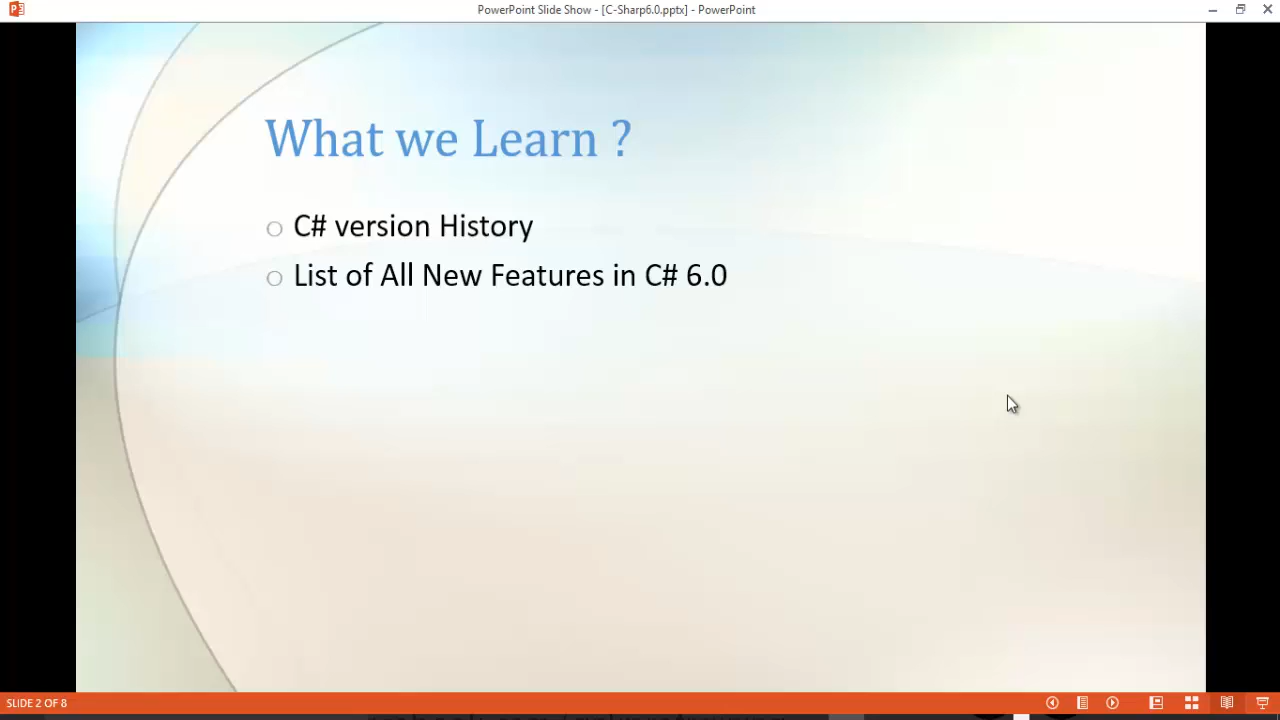 PowerPoint Slide Show - [C-Sharp6.0.pptx] - PowerPoint
What we Learn ?
C# version History
List of All New Features in C# 6.0
SLIDE 2 OF 8